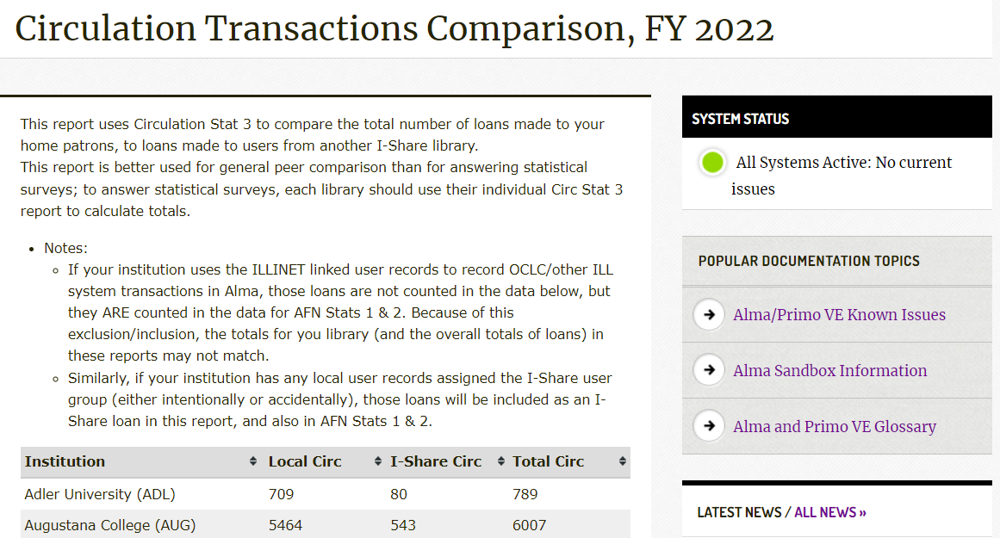 Circulation Transactions Comparison, FY 2022
This report uses Circulation Stat 3 to compare the total number of loans made to your
home patrons, to loans made to users from another I-Share library.
This report is better used for general peer comparison than for answering statistical
surveys; to answer statistical surveys, each library should use their individual Circ Stat 3
report to calculate totals.
Notes:
If your institution uses the ILLINET linked user records to record OCLC/other ILL
system transactions in Alma, those loans are not counted in the data below, but
they ARE counted in the data for AFN Stats 1 & 2. Because of this
exclusion/inclusion, the totals for you library (and the overall totals of loans) in
these reports may not match.
Similarly, if your institution has any local user records assigned the I-Share user
group (either intentionally or accidentally), those loans will be included as an I-
Share loan in this report, and also in AFN Stats 1 & 2.
Institution Local Circ I-Share Circ Total Circ
Adler University (ADL) 709 80 789
Augustana College (AUG) 5464 543 6007
SYSTEM STATUS
All Systems Active: No current
issues
POPULAR DOCUMENTATION TOPICS
Alma/Primo VE Known Issues
Alma Sandbox Information
Alma and Primo VE Glossary
LATEST NEWS / ALL NEWS »